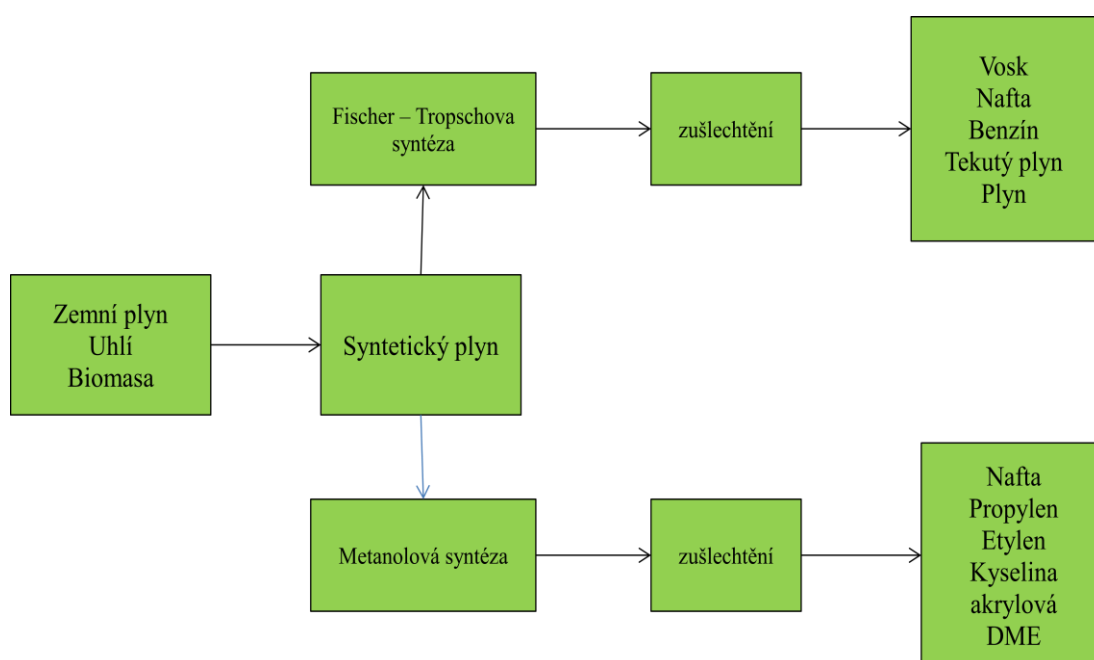 Fischer – Tropschova
syntéza
zušlechtění
Vosk
Nafta
Benzín
Tekutý plyn
Plyn
Zemní plyn
Uhlí
Biomasa
Syntetický plyn
Metanolová syntéza
zušlechtění
Nafta
Propylen
Etylen
Kyselina
akrylová
DME